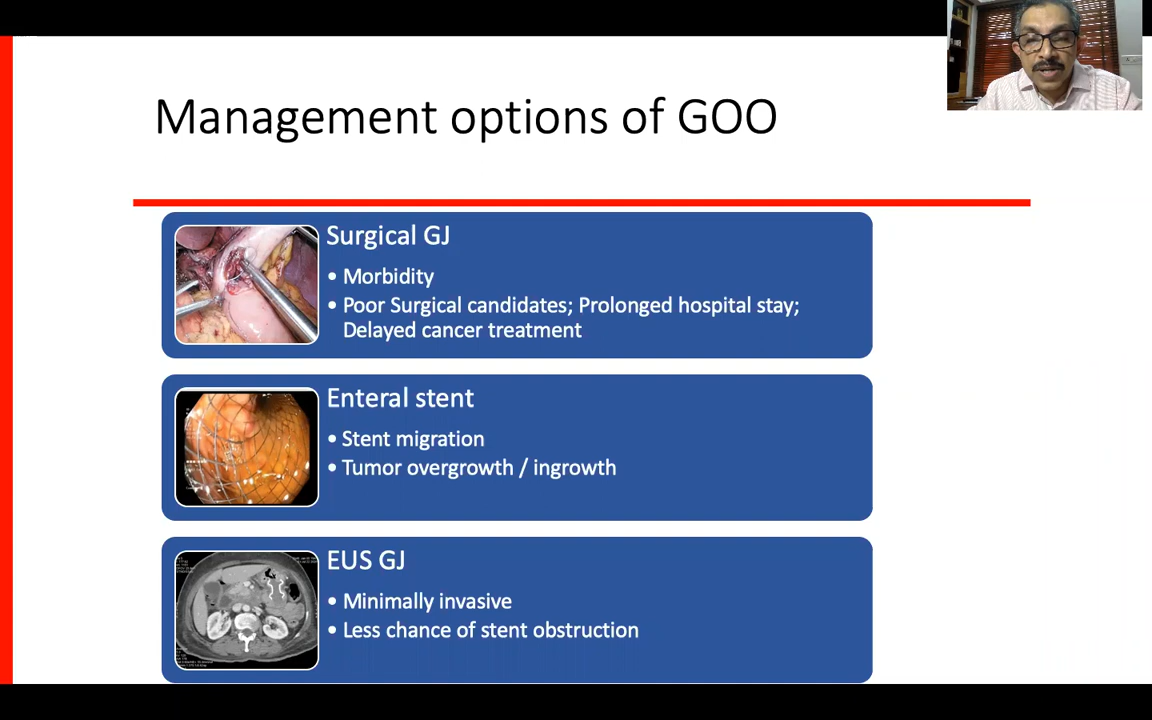 Management options of GOO
Surgical GJ
• Morbidity
• Poor Surgical candidates; Prolonged hospital stay;
Delayed cancer treatment
Enteral stent
• Stent migration
• Tumor overgrowth / ingrowth
EUS GJ
• Minimally invasive
• Less chance of stent obstruction